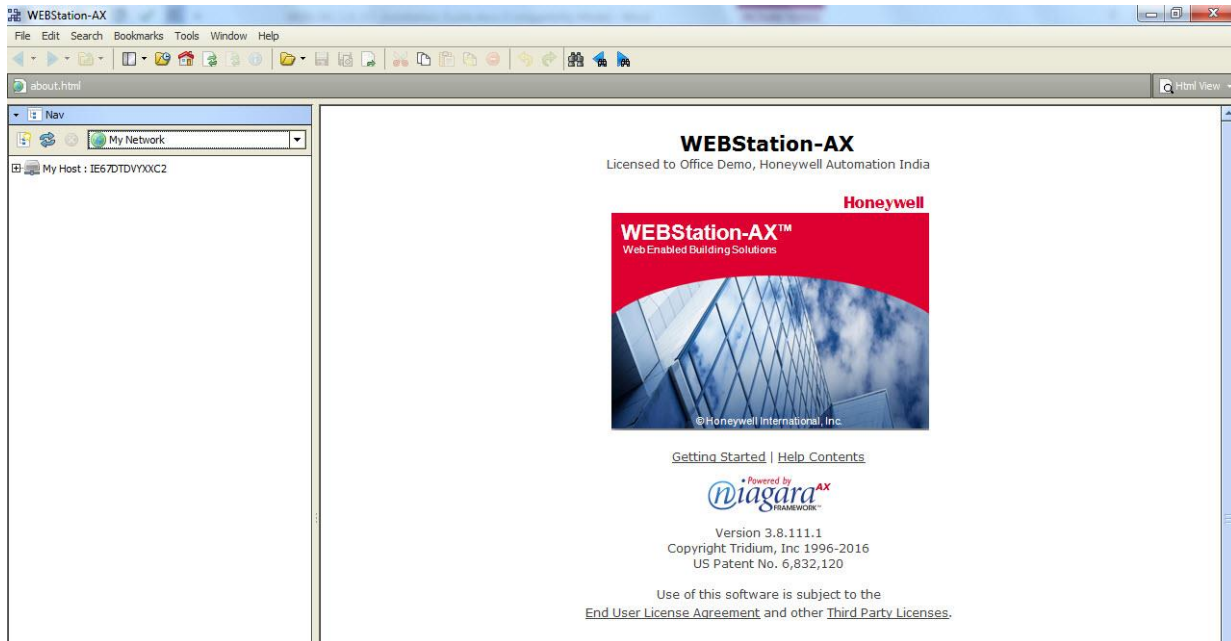 WEBStation-AX
File Edit Search Bookmarks Tools Window Help
about.html
Html View
Nav
My Network
My Host : IE67DTDVYXXC2
WEBStation-AX
Licensed to Office Demo, Honeywell Automation India
Honeywell
WEBStation-AX™
Web Enabled Building Solutions
©Honeywell International, Inc.
Getting Started | Help Contents
Powered by
niagara AX
FRAMEWORK™
Version 3.8.111.1
Copyright Tridium, Inc 1996-2016
US Patent No. 6,832,120
Use of this software is subject to the
End User License Agreement and other Third Party Licenses.